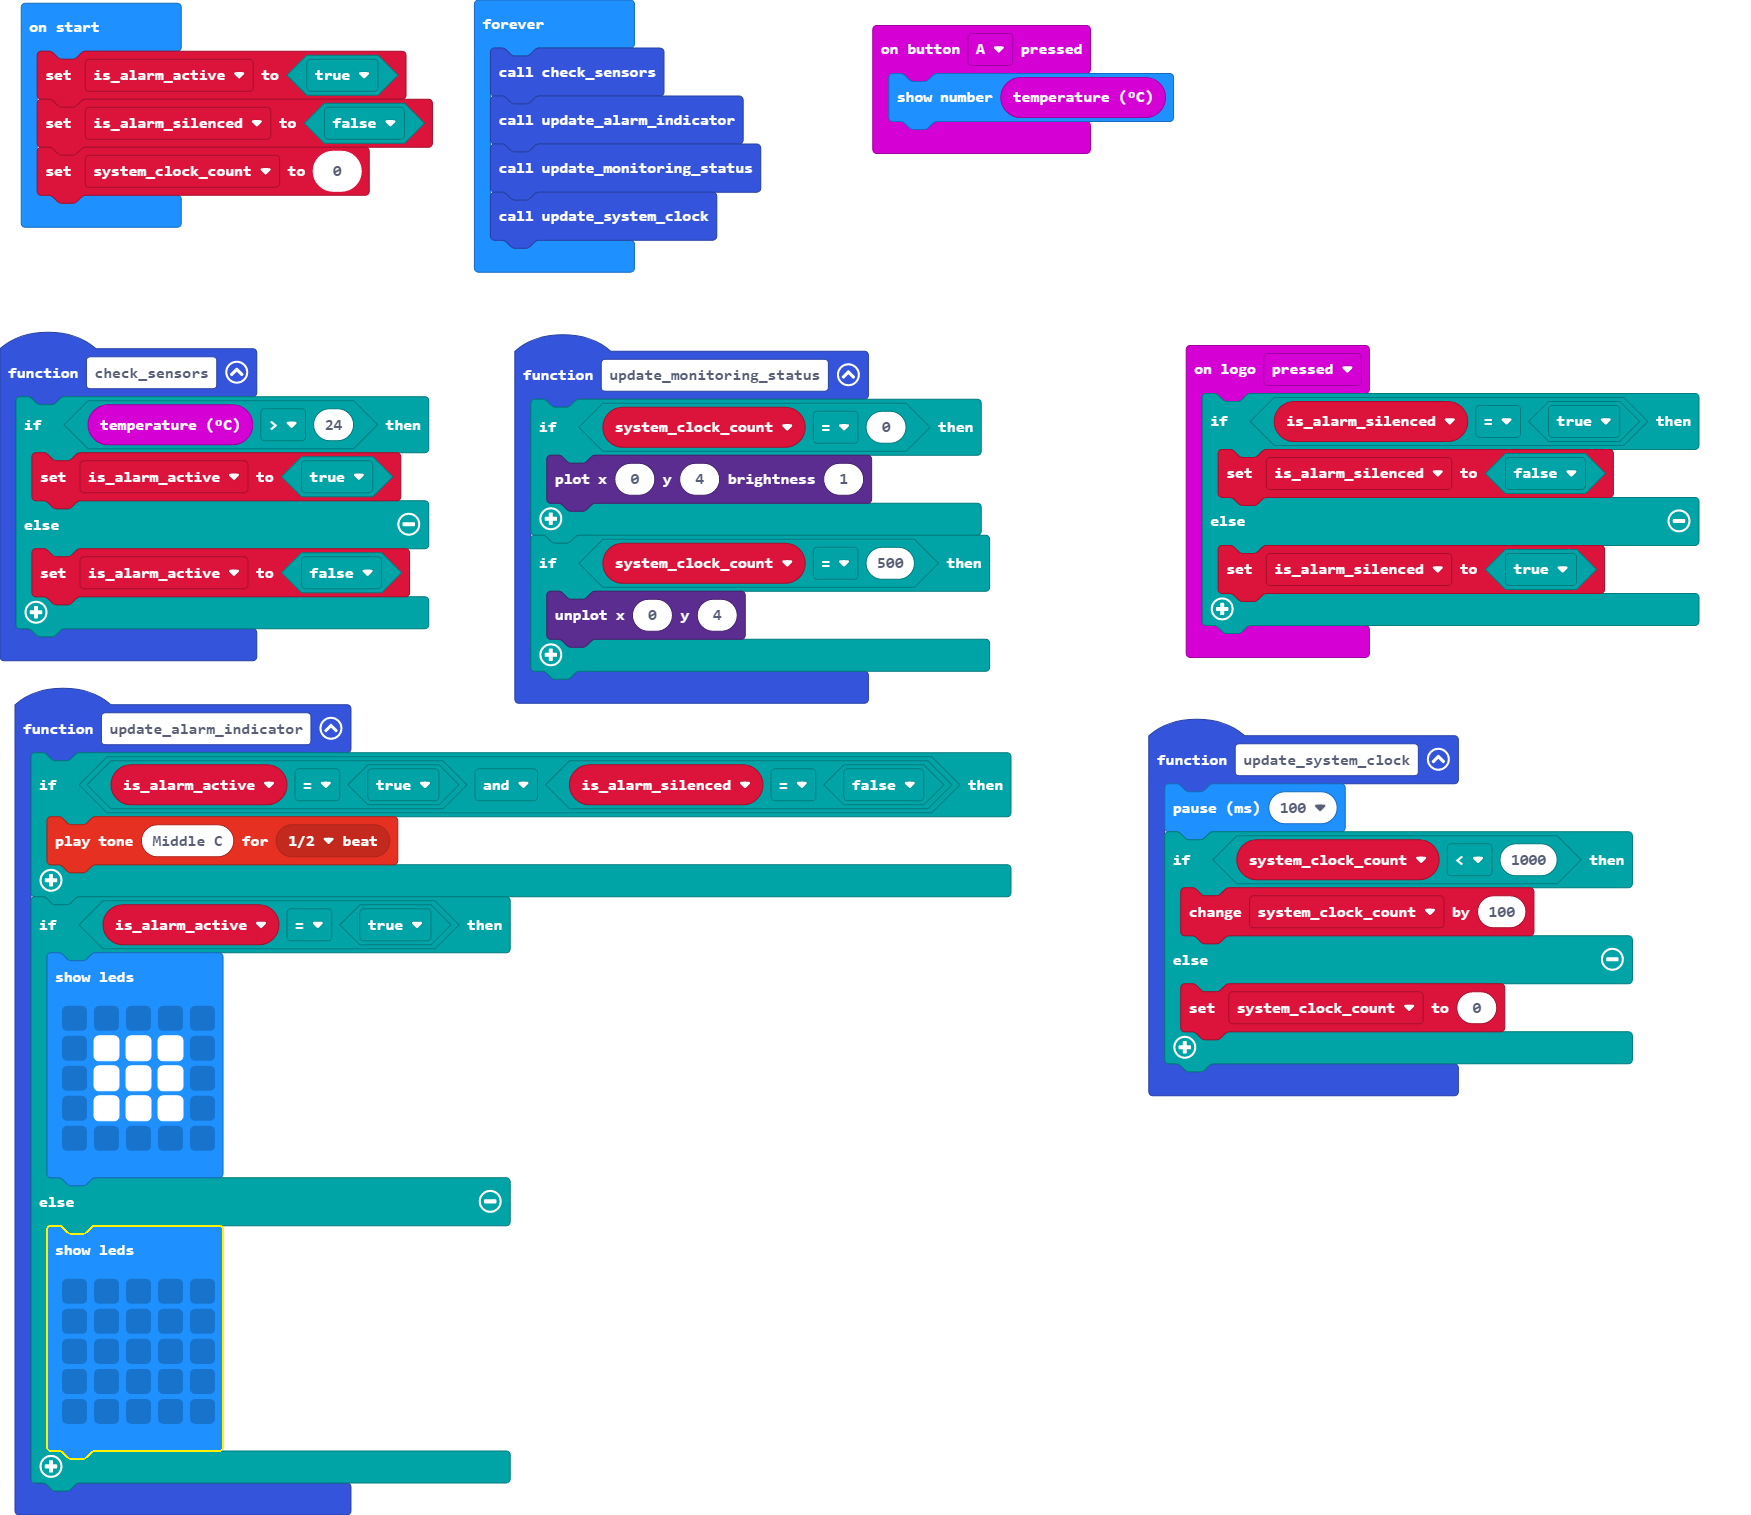 on start
set is_alarm_active to true
set is_alarm_silenced to false
set system_clock_count to 0
forever
call check_sensors
call update_alarm_indicator
call update_monitoring_status
call update_system_clock
on button A pressed
show number temperature (ºC)
function check_sensors
if temperature (ºC) > 24 then
set is_alarm_active to true
else
set is_alarm_active to false
function update_monitoring_status
if system_clock_count = 0 then
plot x 0 y 4 brightness 1
if system_clock_count = 500 then
unplot x 0 y 4
on logo pressed
if is_alarm_silenced = true then
set is_alarm_silenced to false
else
set is_alarm_silenced to true
function update_alarm_indicator
if is_alarm_active = true and is_alarm_silenced = false then
play tone Middle C for 1/2 beat
if is_alarm_active = true then
show leds
else
show leds
function update_system_clock
pause (ms) 100
if system_clock_count < 1000 then
change system_clock_count by 100
else
set system_clock_count to 0